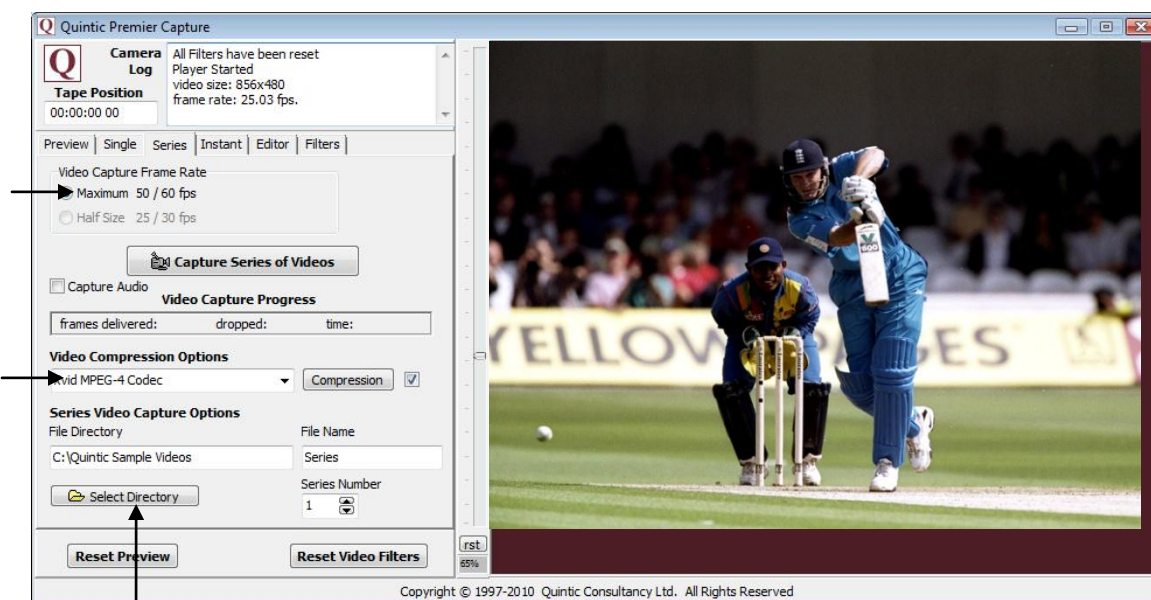 Quintic Premier Capture
Q
Camera Log
Tape Position
00:00:00 00
All Filters have been reset
Player Started
video size: 856x480
frame rate: 25.03 fps.
Preview Single Series Instant Editor Filters
Video Capture Frame Rate
Maximum 50 / 60 fps
Half Size 25 / 30 fps
Capture Series of Videos
Capture Audio
Video Capture Progress
frames delivered: dropped: time:
Video Compression Options
Xvid MPEG-4 Codec
Compression
Series Video Capture Options
File Directory File Name
C:\Quintic Sample Videos Series
Select Directory
Series Number
1
Reset Preview Reset Video Filters
rst
65%
YELLOW PAGES
600
Copyright © 1997-2010 Quintic Consultancy Ltd. All Rights Reserved